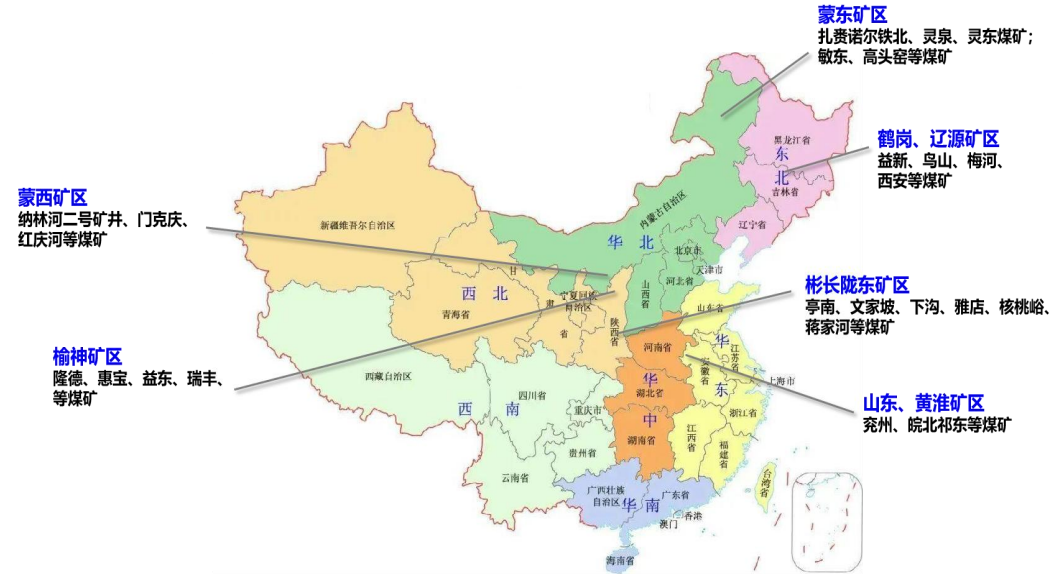 蒙东矿区
扎赉诺尔铁北、灵泉、灵东煤矿；
敏东、高头窑等煤矿
鹤岗、辽源矿区
益新、鸟山、梅河、
西安等煤矿
蒙西矿区
纳林河二号矿井、门克庆、
红庆河等煤矿
彬长陇东矿区
亭南、文家坡、下沟、雅店、核桃峪、
蒋家河等煤矿
榆神矿区
隆德、惠宝、益东、瑞丰、
等煤矿
山东、黄淮矿区
兖州、皖北祁东等煤矿
黑龙江省
东北
吉林省
辽宁省
内蒙古自治区
华北
北京市
天津市
河北省
山西省
新疆维吾尔自治区
西北
甘肃省
宁夏回族
自治区
青海省
陕西省
山东省
河南省
华东
江苏省
安徽省
上海市
西藏自治区
四川省
重庆市
西南
华中
湖北省
浙江省
湖南省
江西省
福建省
贵州省
云南省
台湾省
广西壮族
自治区
华南
广东省
香港
澳门
海南省